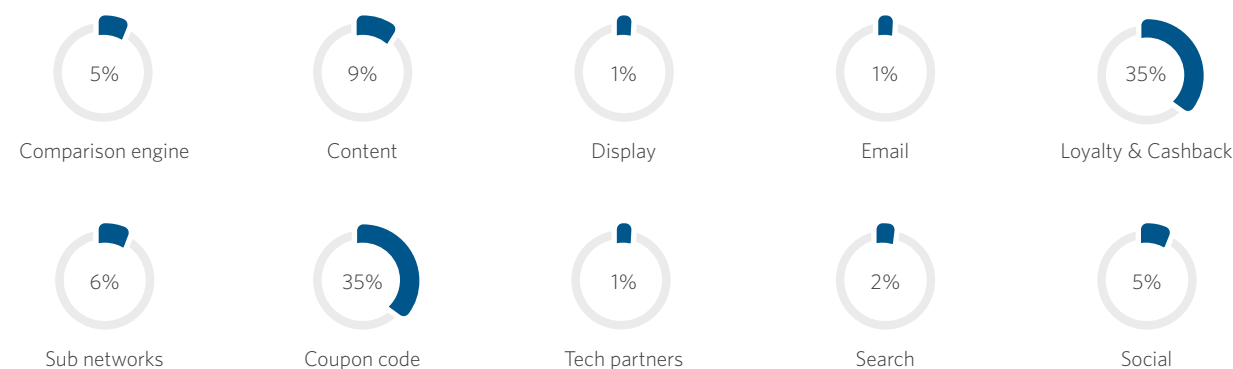 5%
9%
1%
1%
35%
Comparison engine
Content
Display
Email
Loyalty & Cashback
6%
35%
1%
2%
5%
Sub networks
Coupon code
Tech partners
Search
Social